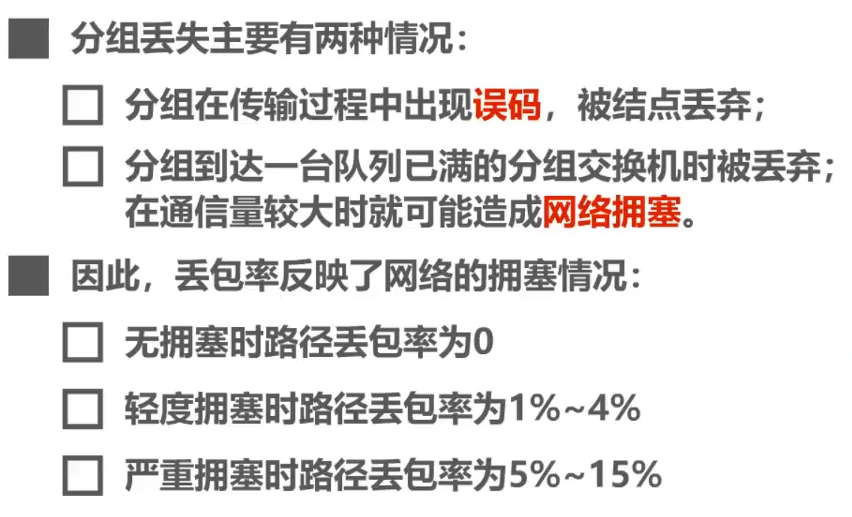 分组丢失主要有两种情况：
分组在传输过程中出现误码，被结点丢弃；
分组到达一台队列已满的分组交换机时被丢弃；
在通信量较大时就可能造成网络拥塞。
因此，丢包率反映了网络的拥塞情况：
无拥塞时路径丢包率为0
轻度拥塞时路径丢包率为1%~4%
严重拥塞时路径丢包率为5%~15%